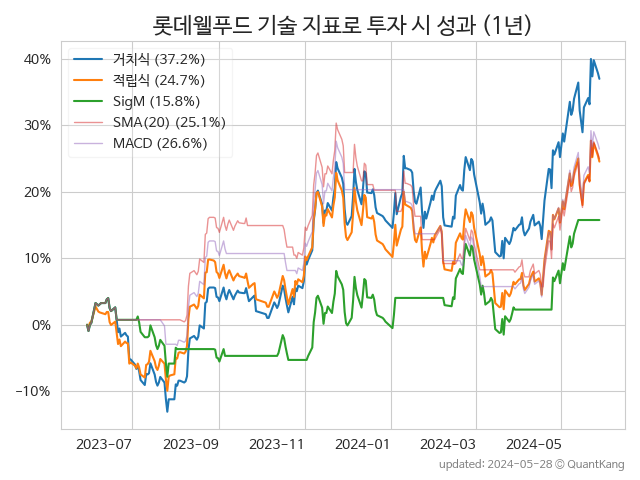 롯데웰푸드 기술 지표로 투자 시 성과 (1년)
거치식 (37.2%)
적립식 (24.7%)
SigM (15.8%)
SMA(20) (25.1%)
MACD (26.6%)
40%
30%
20%
10%
0%
−10%
2023-07
2023-09
2023-11
2024-01
2024-03
2024-05
updated: 2024-05-28 © QuantKang